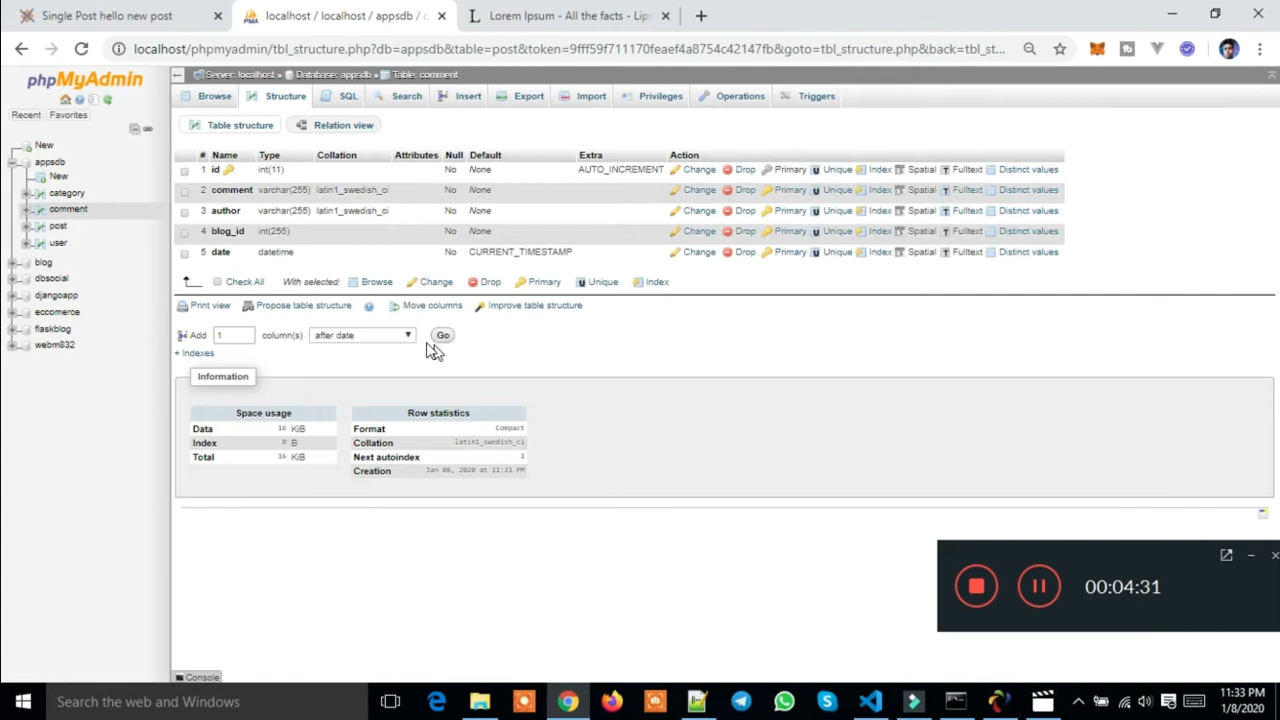 Single Post hello new post
localhost / localhost / appsdb / c
Lorem Ipsum - All the facts - Lips
localhost/phpmyadmin/tbl_structure.php?db=appsdb&table=post&token=9fff59f711170feaef4a8754c42147fb&goto=tbl_structure.php&back=tbl_st...
phpMyAdmin
Server: localhost » Database: appsdb » Table: comment
Browse Structure SQL Search Insert Export Import Privileges Operations Triggers
Recent Favorites
Table structure Relation view
New
appsdb
New
category
comment
post
user
blog
dbsocial
djangoapp
eccomerce
flaskblog
webm832
# Name Type Collation Attributes Null Default Extra Action
1 id int(11) No None AUTO_INCREMENT Change Drop Primary Unique Index Spatial Fulltext Distinct values
2 comment varchar(255) latin1_swedish_ci No None Change Drop Primary Unique Index Spatial Fulltext Distinct values
3 author varchar(255) latin1_swedish_ci No None Change Drop Primary Unique Index Spatial Fulltext Distinct values
4 blog_id int(255) No None Change Drop Primary Unique Index Spatial Fulltext Distinct values
5 date datetime No CURRENT_TIMESTAMP Change Drop Primary Unique Index Spatial Fulltext Distinct values
Check All With selected: Browse Change Drop Primary Unique Index
Print view Propose table structure Move columns Improve table structure
Add 1 column(s) after date Go
+ Indexes
Information
Space usage
Data 16 KiB
Index 0 B
Total 16 KiB
Row statistics
Format Compact
Collation latin1_swedish_ci
Next autoindex 1
Creation Jan 08, 2020 at 11:31 PM
00:04:31
Console
Search the web and Windows
11:33 PM
1/8/2020